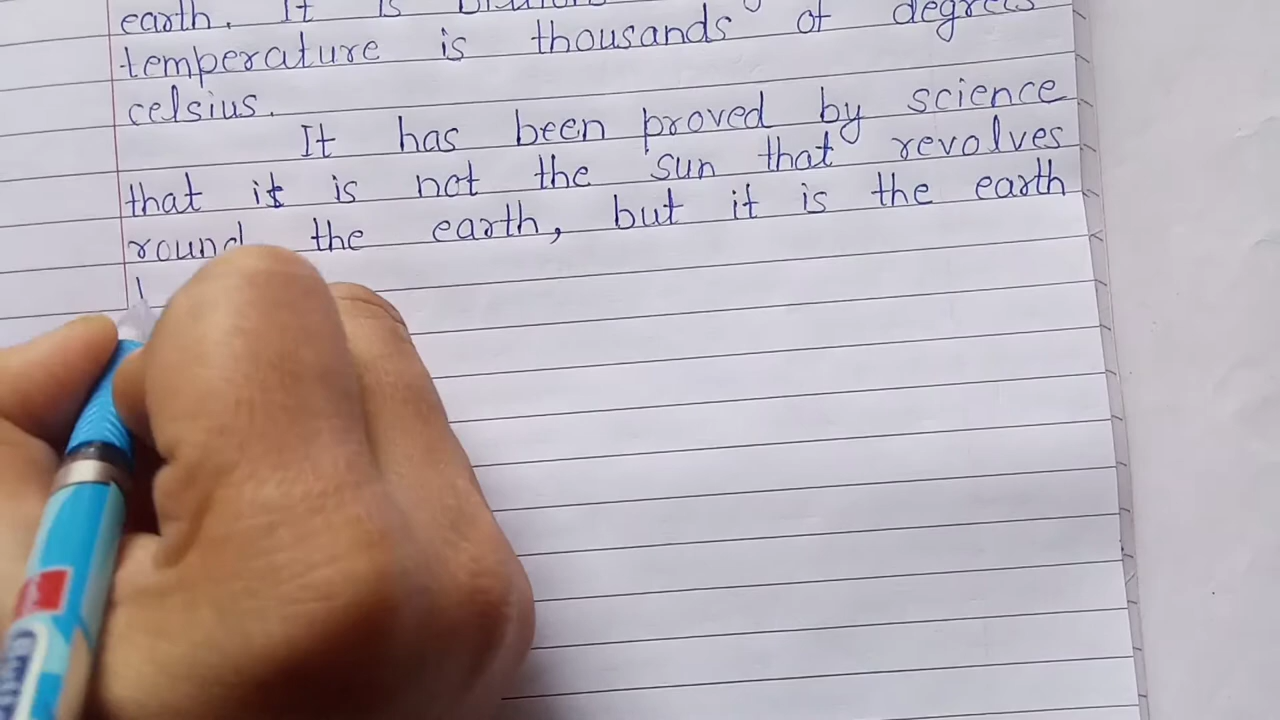 earth. It is
temperature is thousands of degrees
celsius.
It has been proved by science
that it is not the sun that revolves
round the earth, but it is the earth